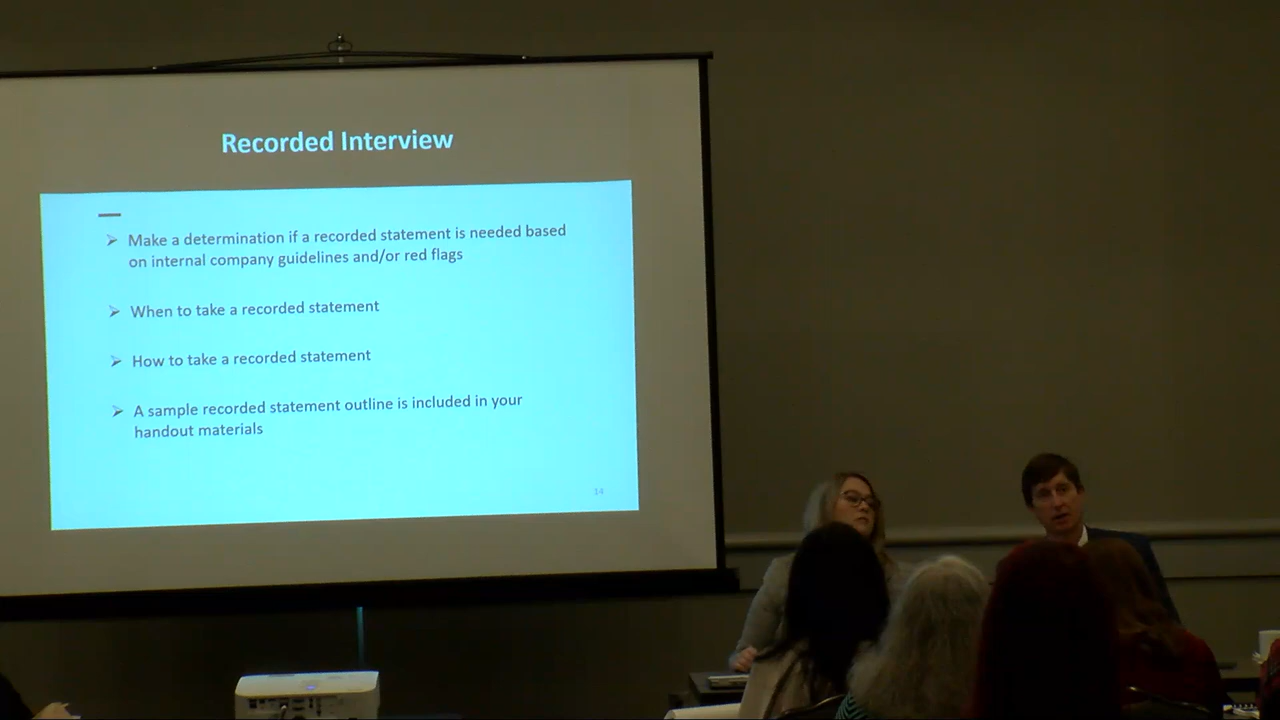 Recorded Interview
Make a determination if a recorded statement is needed based
on internal company guidelines and/or red flags
When to take a recorded statement
How to take a recorded statement
A sample recorded statement outline is included in your
handout materials
14